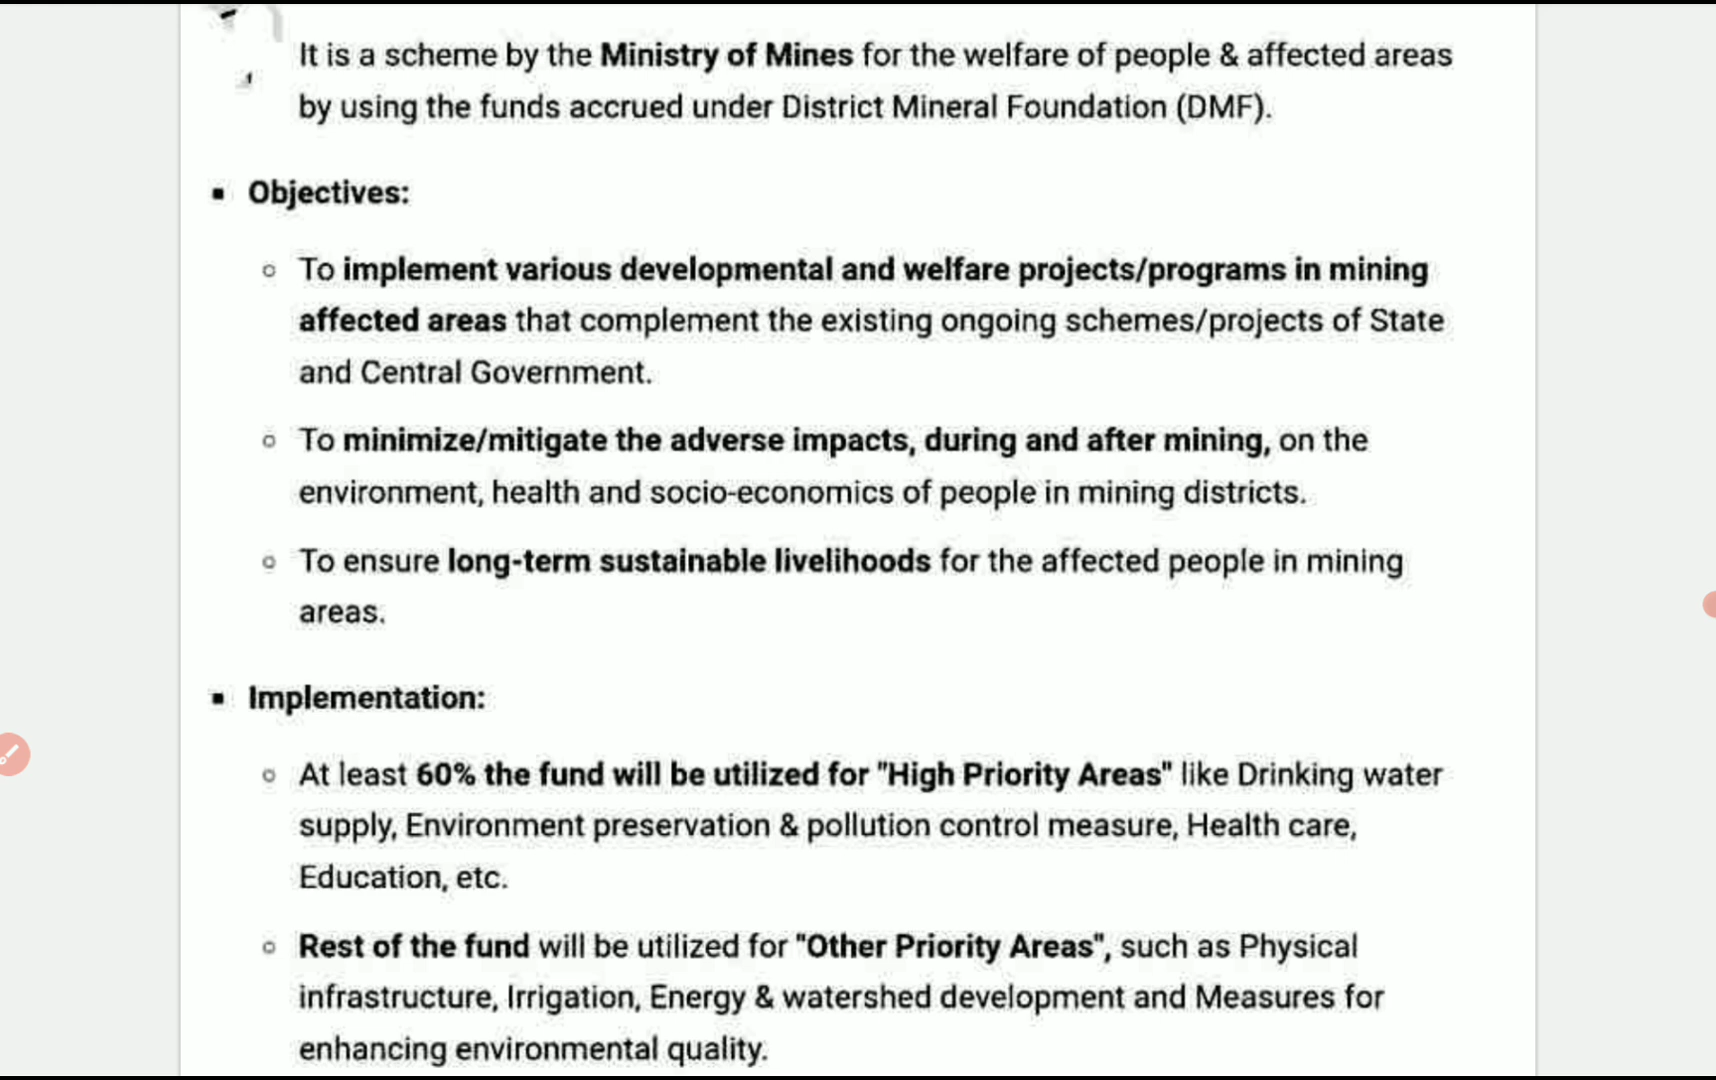 It is a scheme by the Ministry of Mines for the welfare of people & affected areas
by using the funds accrued under District Mineral Foundation (DMF).
Objectives:
To implement various developmental and welfare projects/programs in mining
affected areas that complement the existing ongoing schemes/projects of State
and Central Government.
To minimize/mitigate the adverse impacts, during and after mining, on the
environment, health and socio-economics of people in mining districts.
To ensure long-term sustainable livelihoods for the affected people in mining
areas.
Implementation:
At least 60% the fund will be utilized for "High Priority Areas" like Drinking water
supply, Environment preservation & pollution control measure, Health care,
Education, etc.
Rest of the fund will be utilized for "Other Priority Areas", such as Physical
infrastructure, Irrigation, Energy & watershed development and Measures for
enhancing environmental quality.